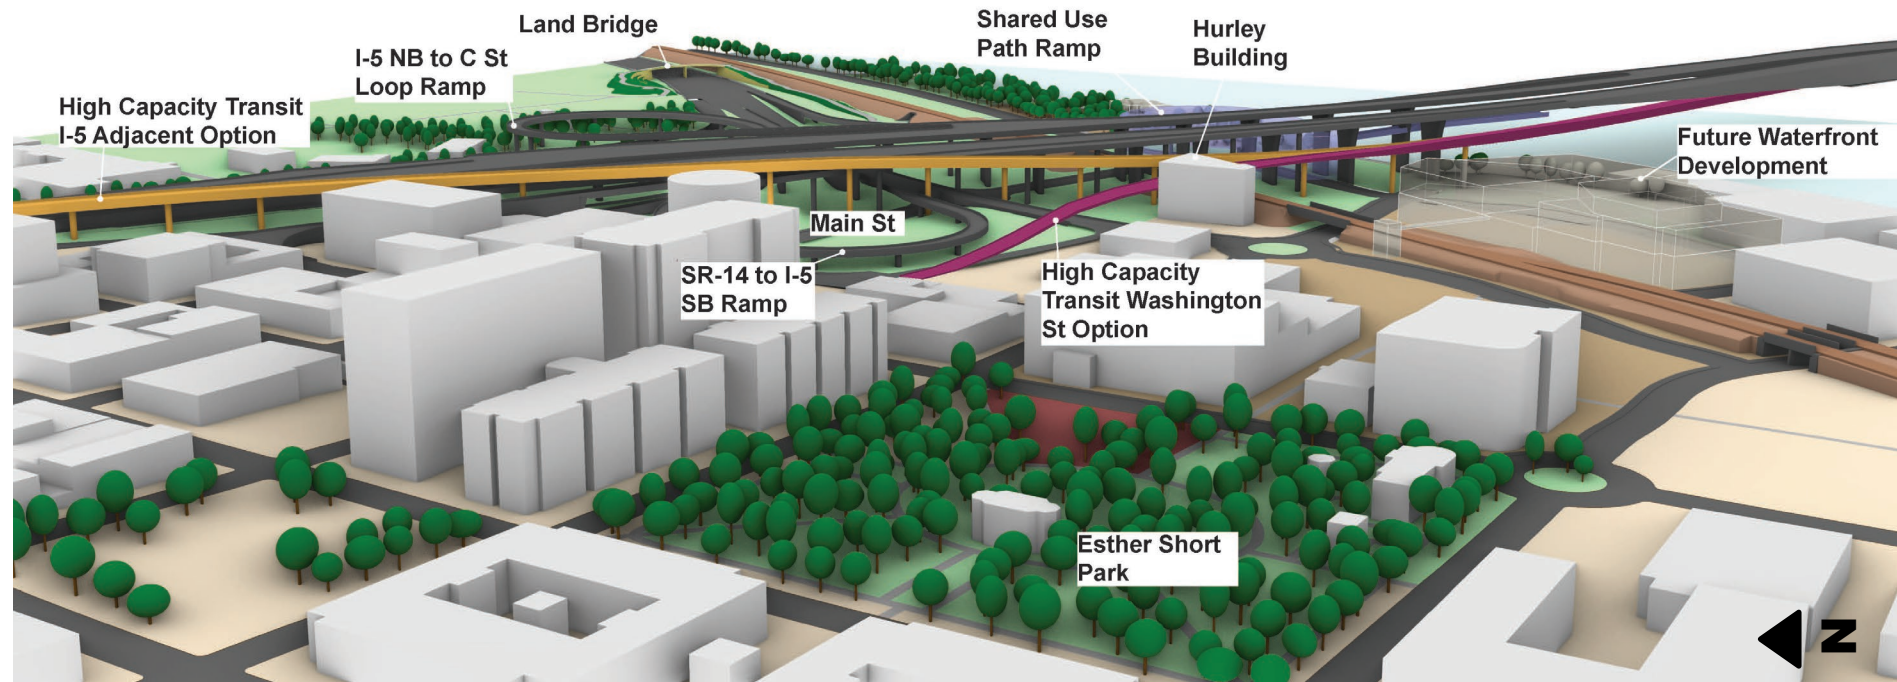 Land Bridge
Shared Use
Path Ramp
Hurley
Building
I-5 NB to C St
Loop Ramp
High Capacity Transit
I-5 Adjacent Option
Future Waterfront
Development
Main St
SR-14 to I-5
SB Ramp
High Capacity
Transit Washington
St Option
Esther Short
Park
N